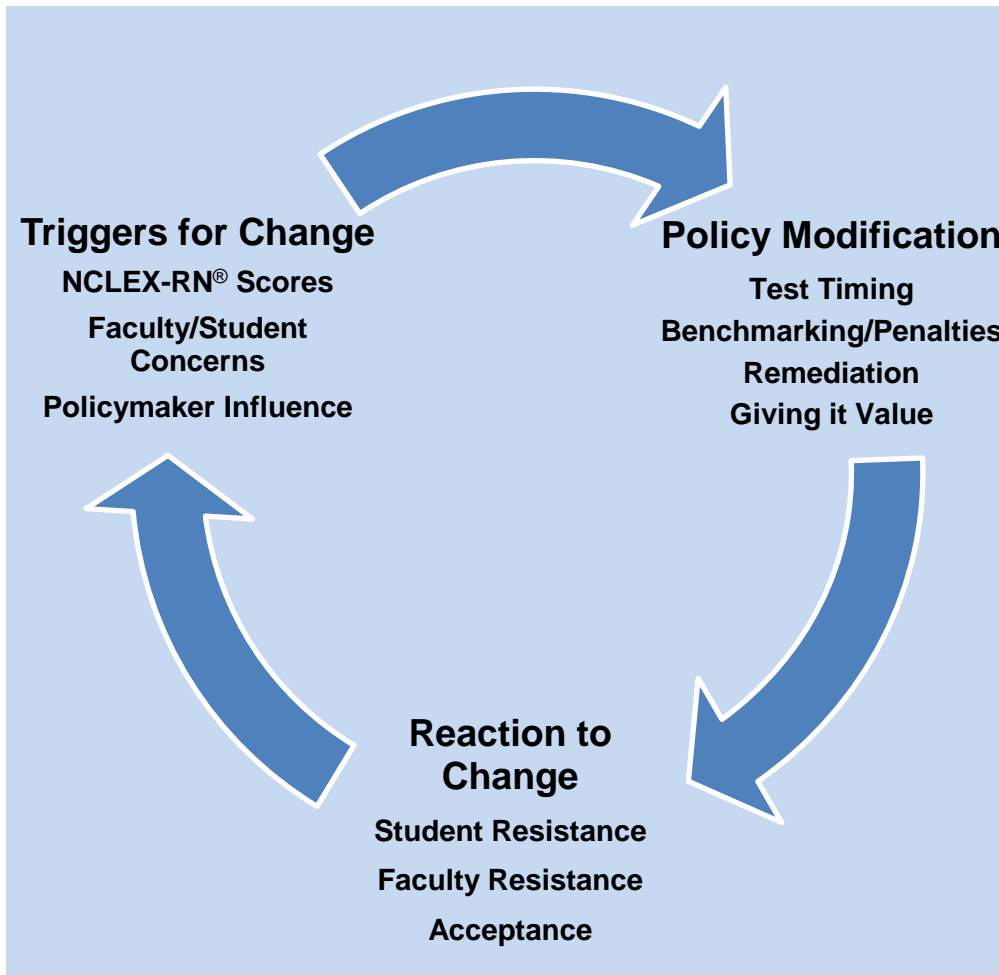 Triggers for Change
NCLEX-RN® Scores
Faculty/Student
Concerns
Policymaker Influence
Policy Modification
Test Timing
Benchmarking/Penalties
Remediation
Giving it Value
Reaction to
Change
Student Resistance
Faculty Resistance
Acceptance